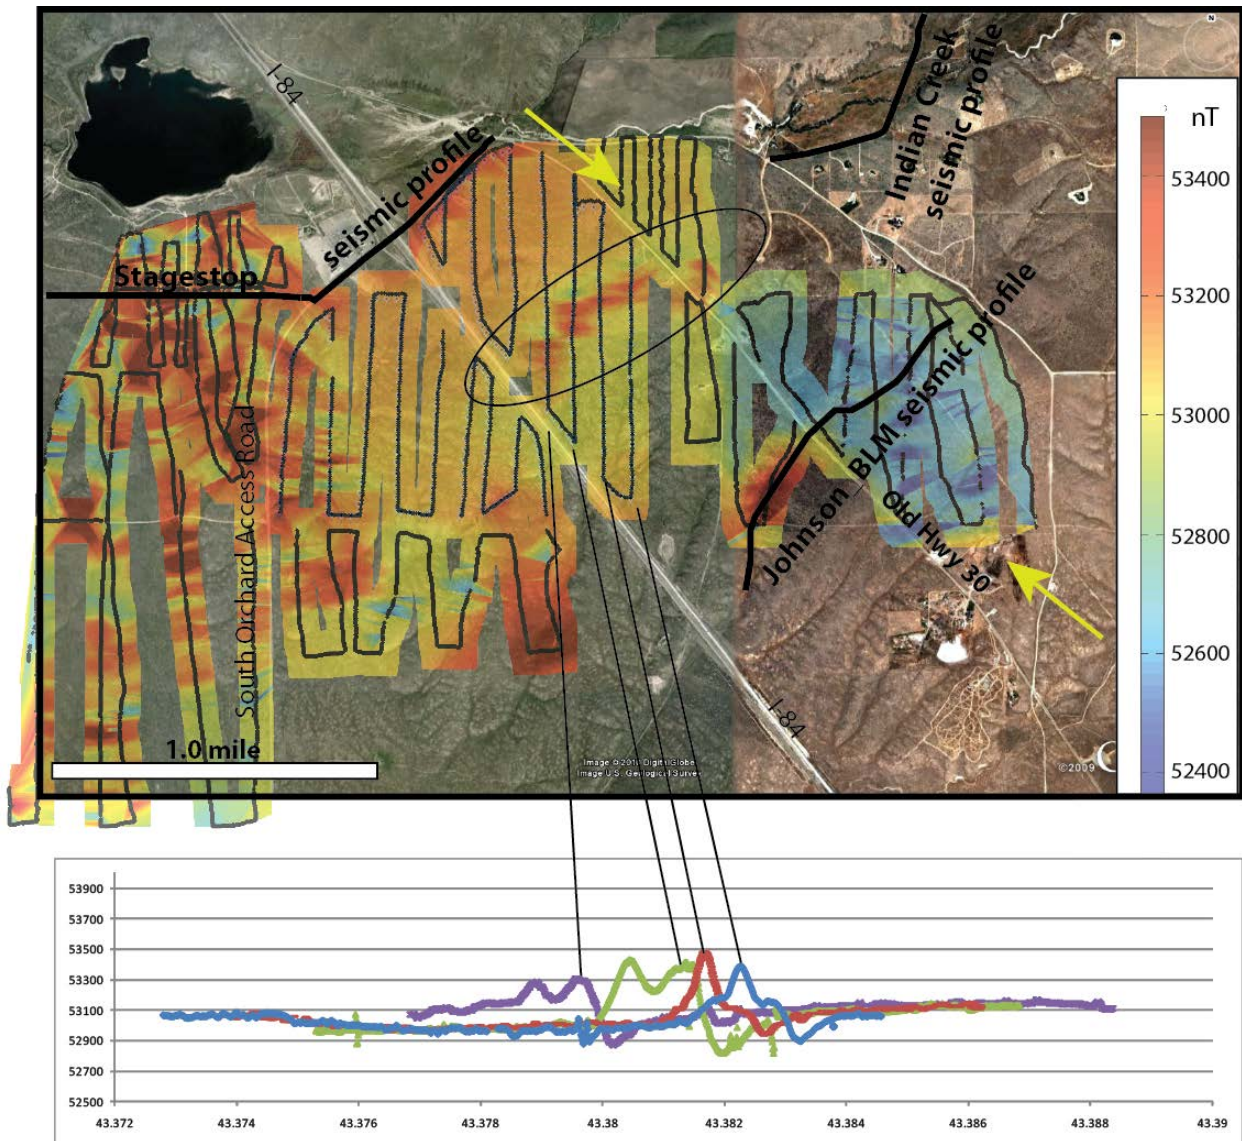 N
I-84
Indian Creek
seismic profile
nT
seismic profile
Stagestop
53400
53200
53000
52800
52600
52400
Johnson BLM seismic profile
Old Hwy 30
South Orchard Access Road
I-84
1.0 mile
Image © 2010 DigitalGlobe
Image U.S. Geological Survey
©2009
53900
53700
53500
53300
53100
52900
52700
52500
43.372
43.374
43.376
43.378
43.38
43.382
43.384
43.386
43.388
43.39